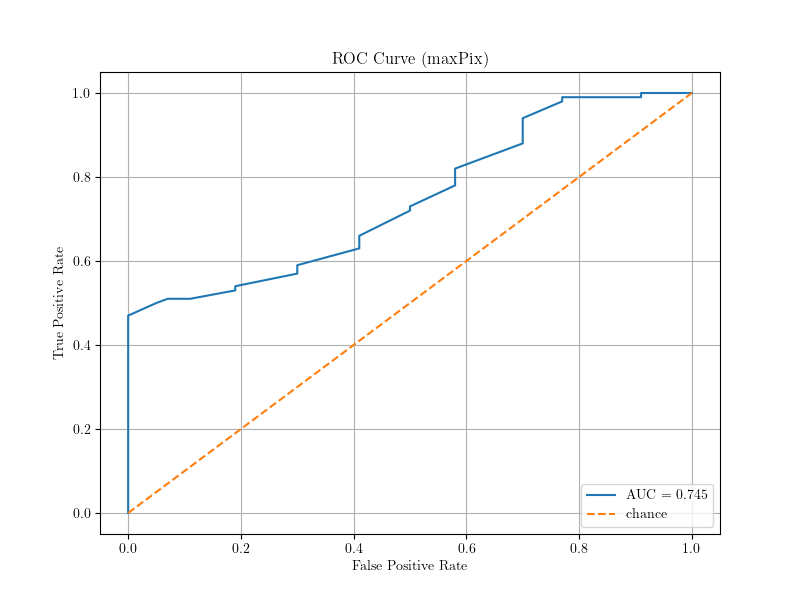 ROC Curve (maxPix)
True Positive Rate
1.0
0.8
0.6
0.4
0.2
0.0
AUC = 0.745
chance
0.0 0.2 0.4 0.6 0.8 1.0
False Positive Rate